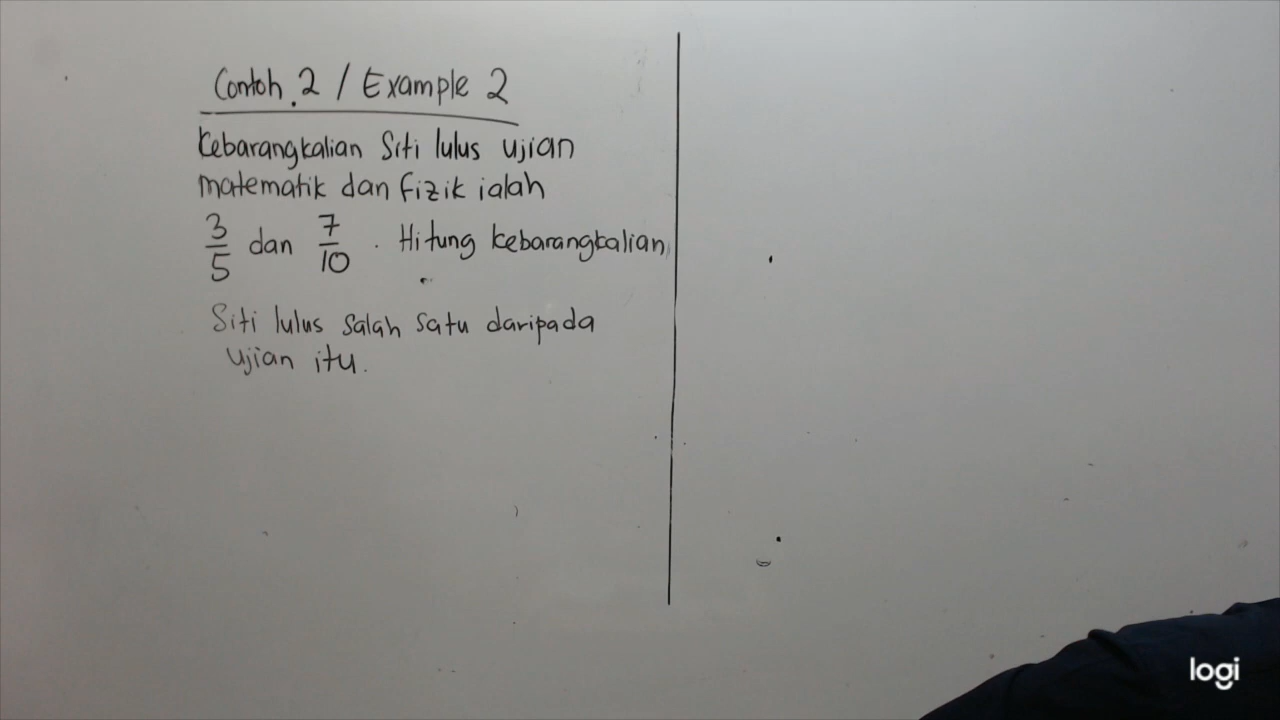 Contoh 2 / Example 2
Kebarangkalian Siti lulus ujian
matematik dan fizik ialah
3/5 dan 7/10 . Hitung kebarangkalian
Siti lulus salah satu daripada
ujian itu.
logi